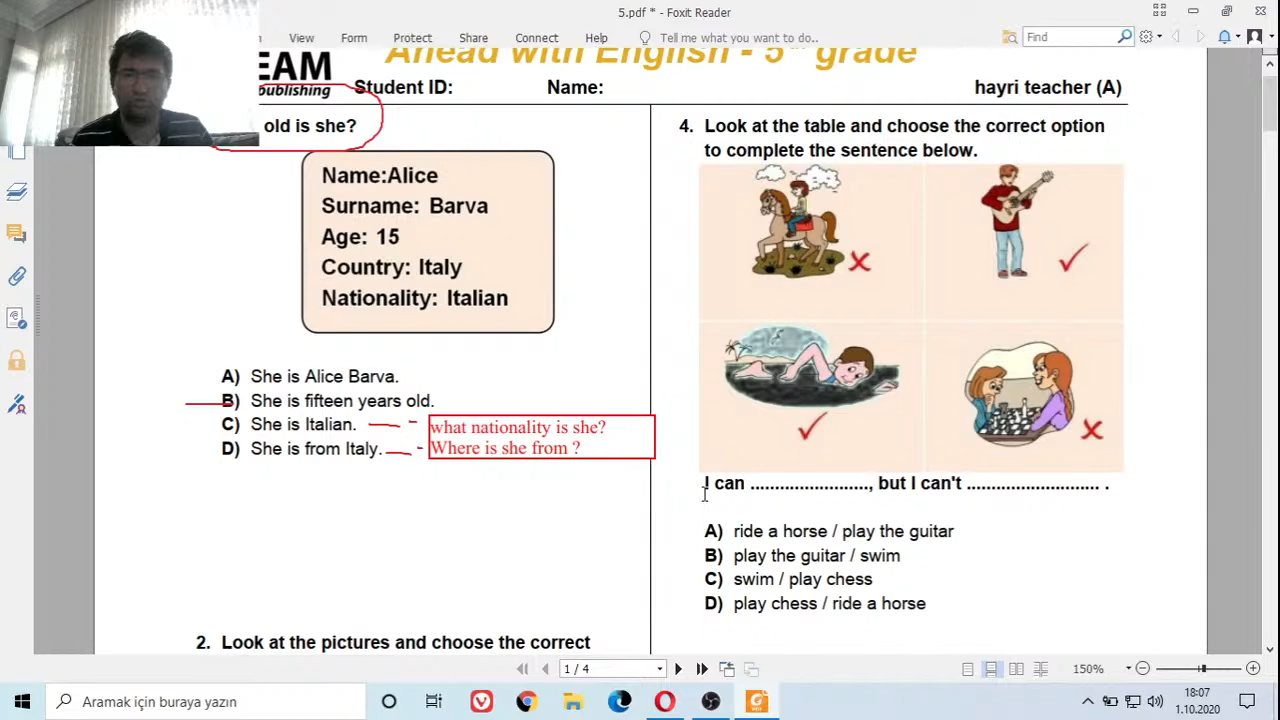 5.pdf * - Foxit Reader
View Form Protect Share Connect Help Tell me what you want to do.. Find
Ahead with English - 5th grade
EAM
publishing
Student ID: Name: hayri teacher (A)
old is she?
Name:Alice
Surname: Barva
Age: 15
Country: Italy
Nationality: Italian
A) She is Alice Barva.
B) She is fifteen years old.
C) She is Italian.
D) She is from Italy.
what nationality is she?
Where is she from ?
2. Look at the pictures and choose the correct
4. Look at the table and choose the correct option
to complete the sentence below.
I can ........................, but I can't ........................... .
A) ride a horse / play the guitar
B) play the guitar / swim
C) swim / play chess
D) play chess / ride a horse
1 / 4
150%
Aramak için buraya yazın
18:07
1.10.2020